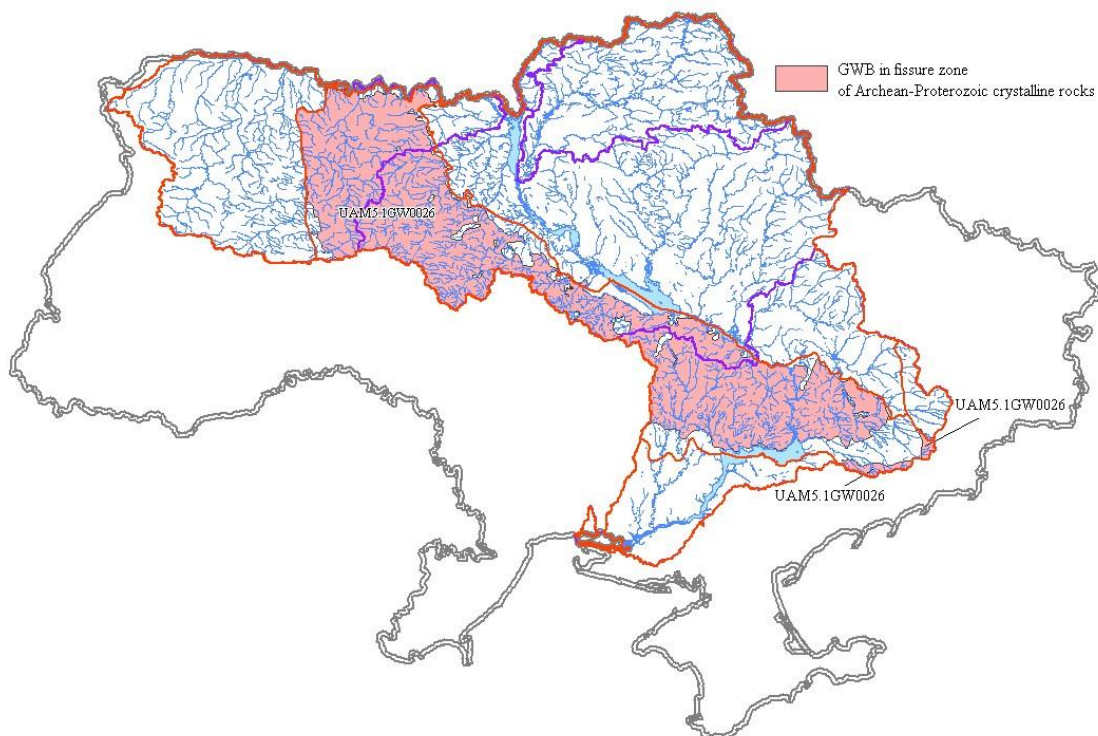 GWB in fissure zone
of Archean-Proterozoic crystalline rocks
UAM5.1GW0026
UAM5.1GW0026
UAM5.1GW0026